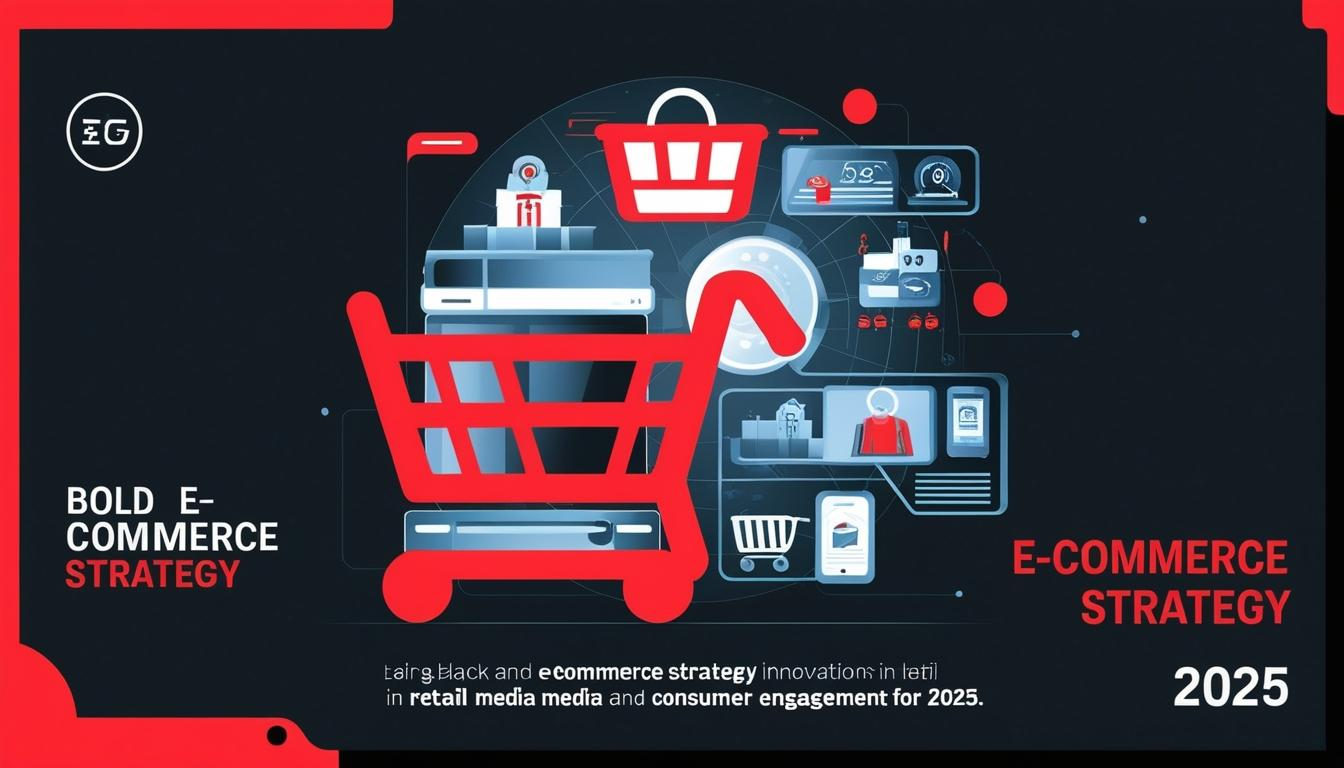 BOLD E-
COMMERCE
STRATEGY
E-COMMERCE
STRATEGY
2025
and ecommerce strategy innovations in
in retail media media and consumer engagement for 2025.